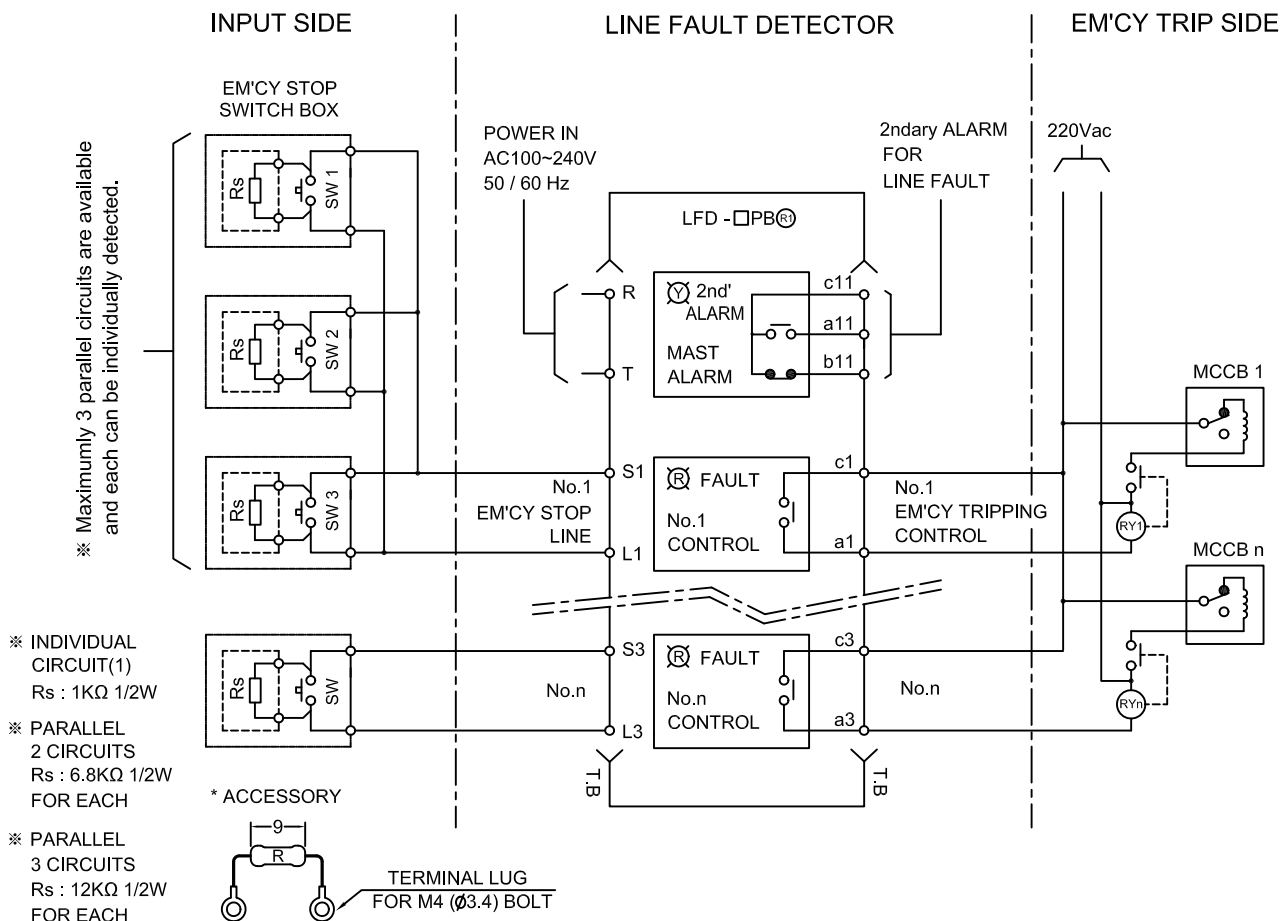 INPUT SIDE
LINE FAULT DETECTOR
EM'CY TRIP SIDE
EM'CY STOP
SWITCH BOX
※ Maximumly 3 parallel circuits are available
and each can be individually detected.
Rs
SW 1
Rs
SW 2
Rs
SW 3
Rs
SW
POWER IN
AC100~240V
50 / 60 Hz
2ndary ALARM
FOR
LINE FAULT
220Vac
LFD - □PB R1
R
T
Y 2nd'
ALARM
MAST
ALARM
c11
a11
b11
S1
L1
No.1
EM'CY STOP
LINE
R FAULT
No.1
CONTROL
c1
a1
No.1
EM'CY TRIPPING
CONTROL
MCCB 1
RY1
MCCB n
RYn
S3
L3
No.n
R FAULT
No.n
CONTROL
c3
a3
No.n
T.B
T.B
※ INDIVIDUAL
CIRCUIT(1)
Rs : 1KΩ 1/2W
※ PARALLEL
2 CIRCUITS
Rs : 6.8KΩ 1/2W
FOR EACH
※ PARALLEL
3 CIRCUITS
Rs : 12KΩ 1/2W
FOR EACH
* ACCESSORY
9
R
TERMINAL LUG
FOR M4 (Ø3.4) BOLT